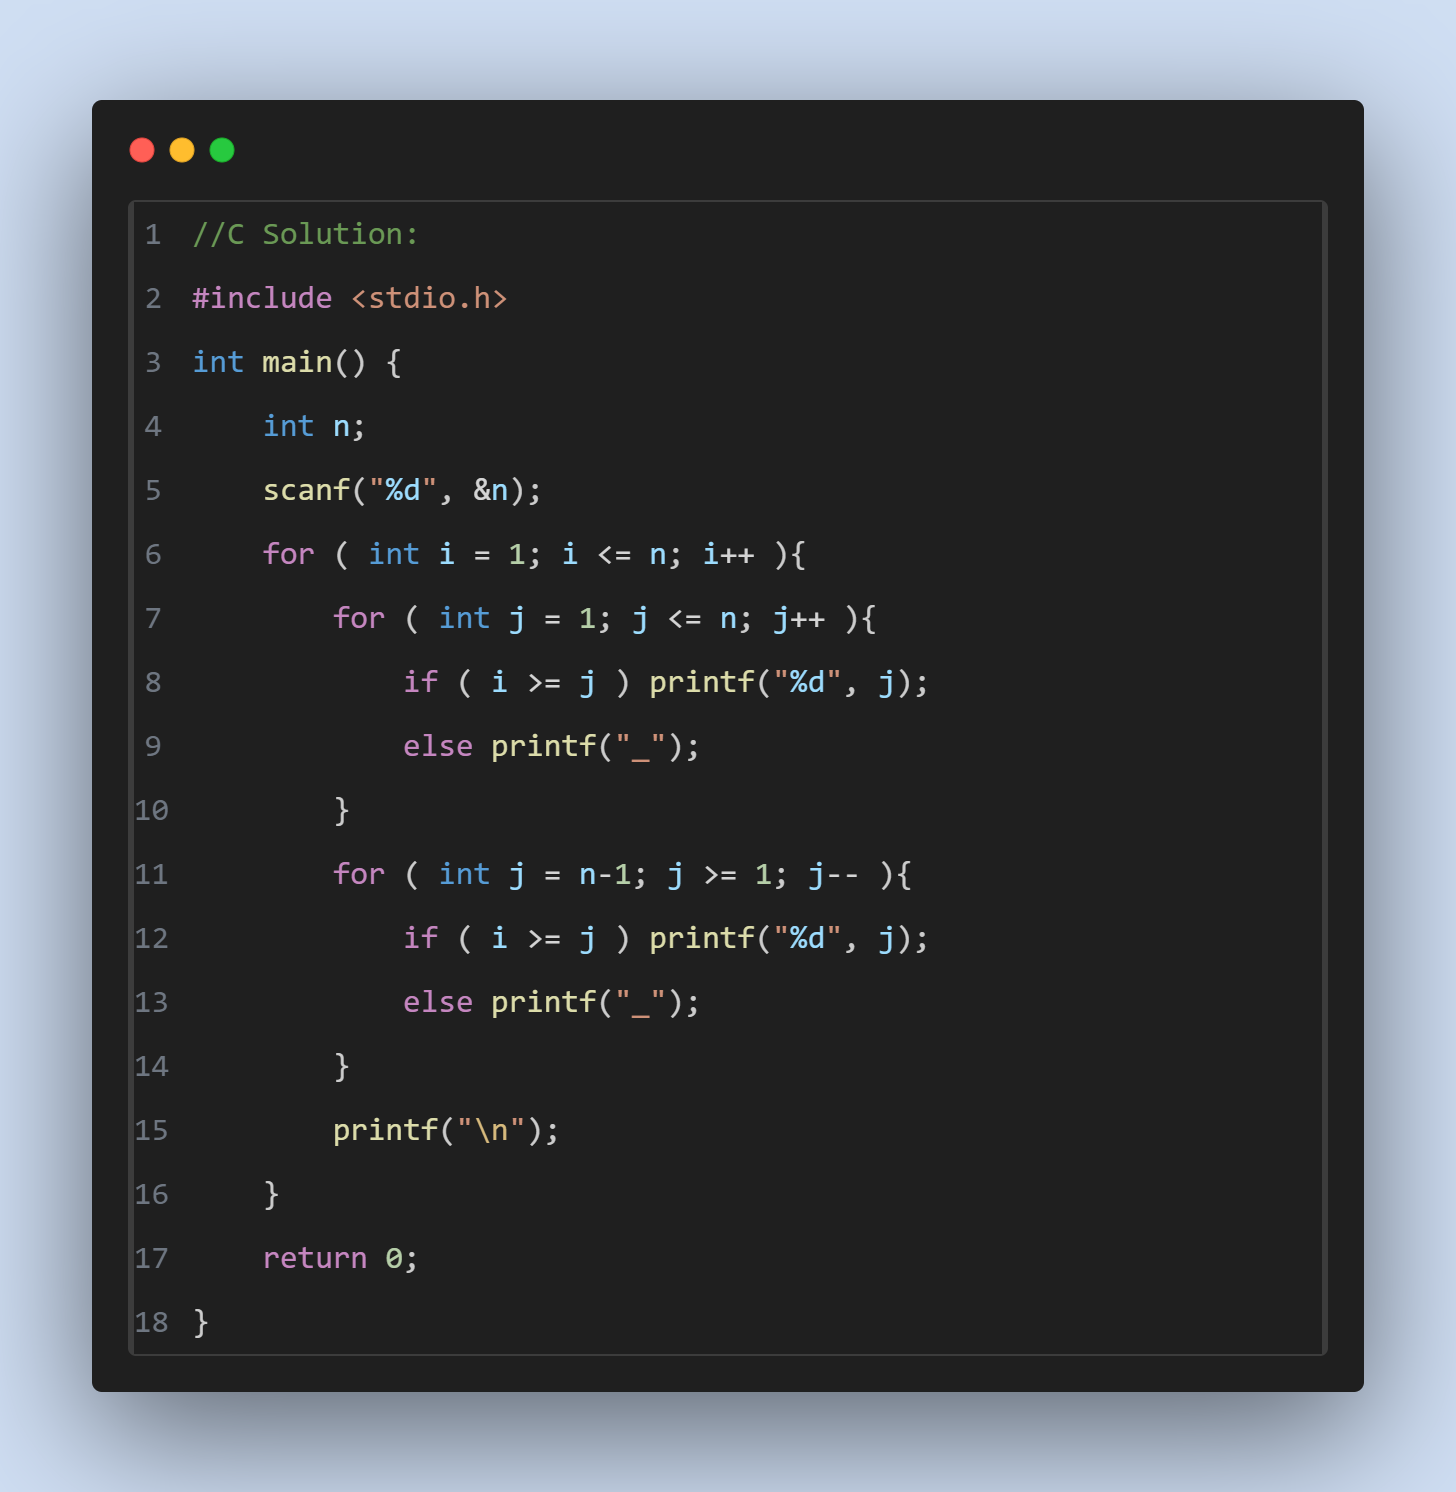 1 //C Solution:
2 #include <stdio.h>
3 int main() {
4     int n;
5     scanf("%d", &n);
6     for ( int i = 1; i <= n; i++ ){
7         for ( int j = 1; j <= n; j++ ){
8             if ( i >= j ) printf("%d", j);
9             else printf("_");
10         }
11         for ( int j = n-1; j >= 1; j-- ){
12             if ( i >= j ) printf("%d", j);
13             else printf("_");
14         }
15         printf("\n");
16     }
17     return 0;
18 }